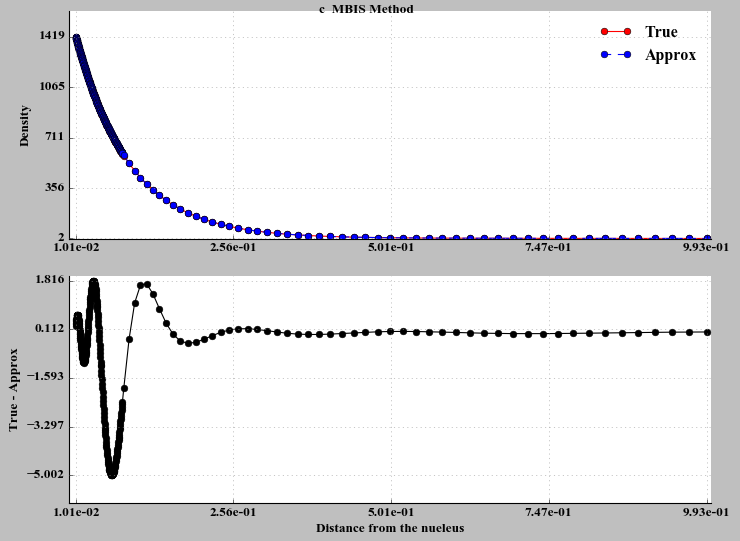 c MBIS Method
1419
1065
711
356
2
Density
True
Approx
1.01e-02 2.56e-01 5.01e-01 7.47e-01 9.93e-01
1.816
0.112
−1.593
−3.297
−5.002
True - Approx
1.01e-02 2.56e-01 5.01e-01 7.47e-01 9.93e-01
Distance from the nueleus